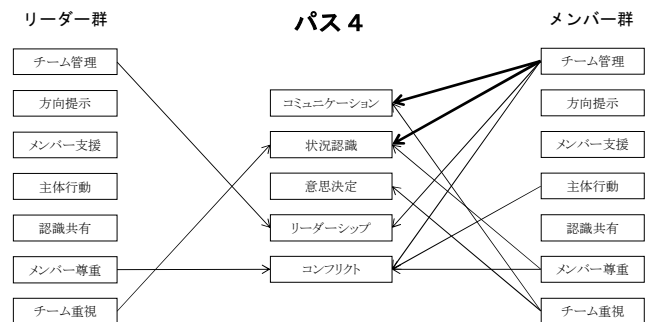 リーダー群
パス４
メンバー群
チーム管理
チーム管理
方向提示
コミュニケーション
方向提示
メンバー支援
状況認識
メンバー支援
主体行動
意思決定
主体行動
認識共有
リーダーシップ
認識共有
メンバー尊重
コンフリクト
メンバー尊重
チーム重視
チーム重視